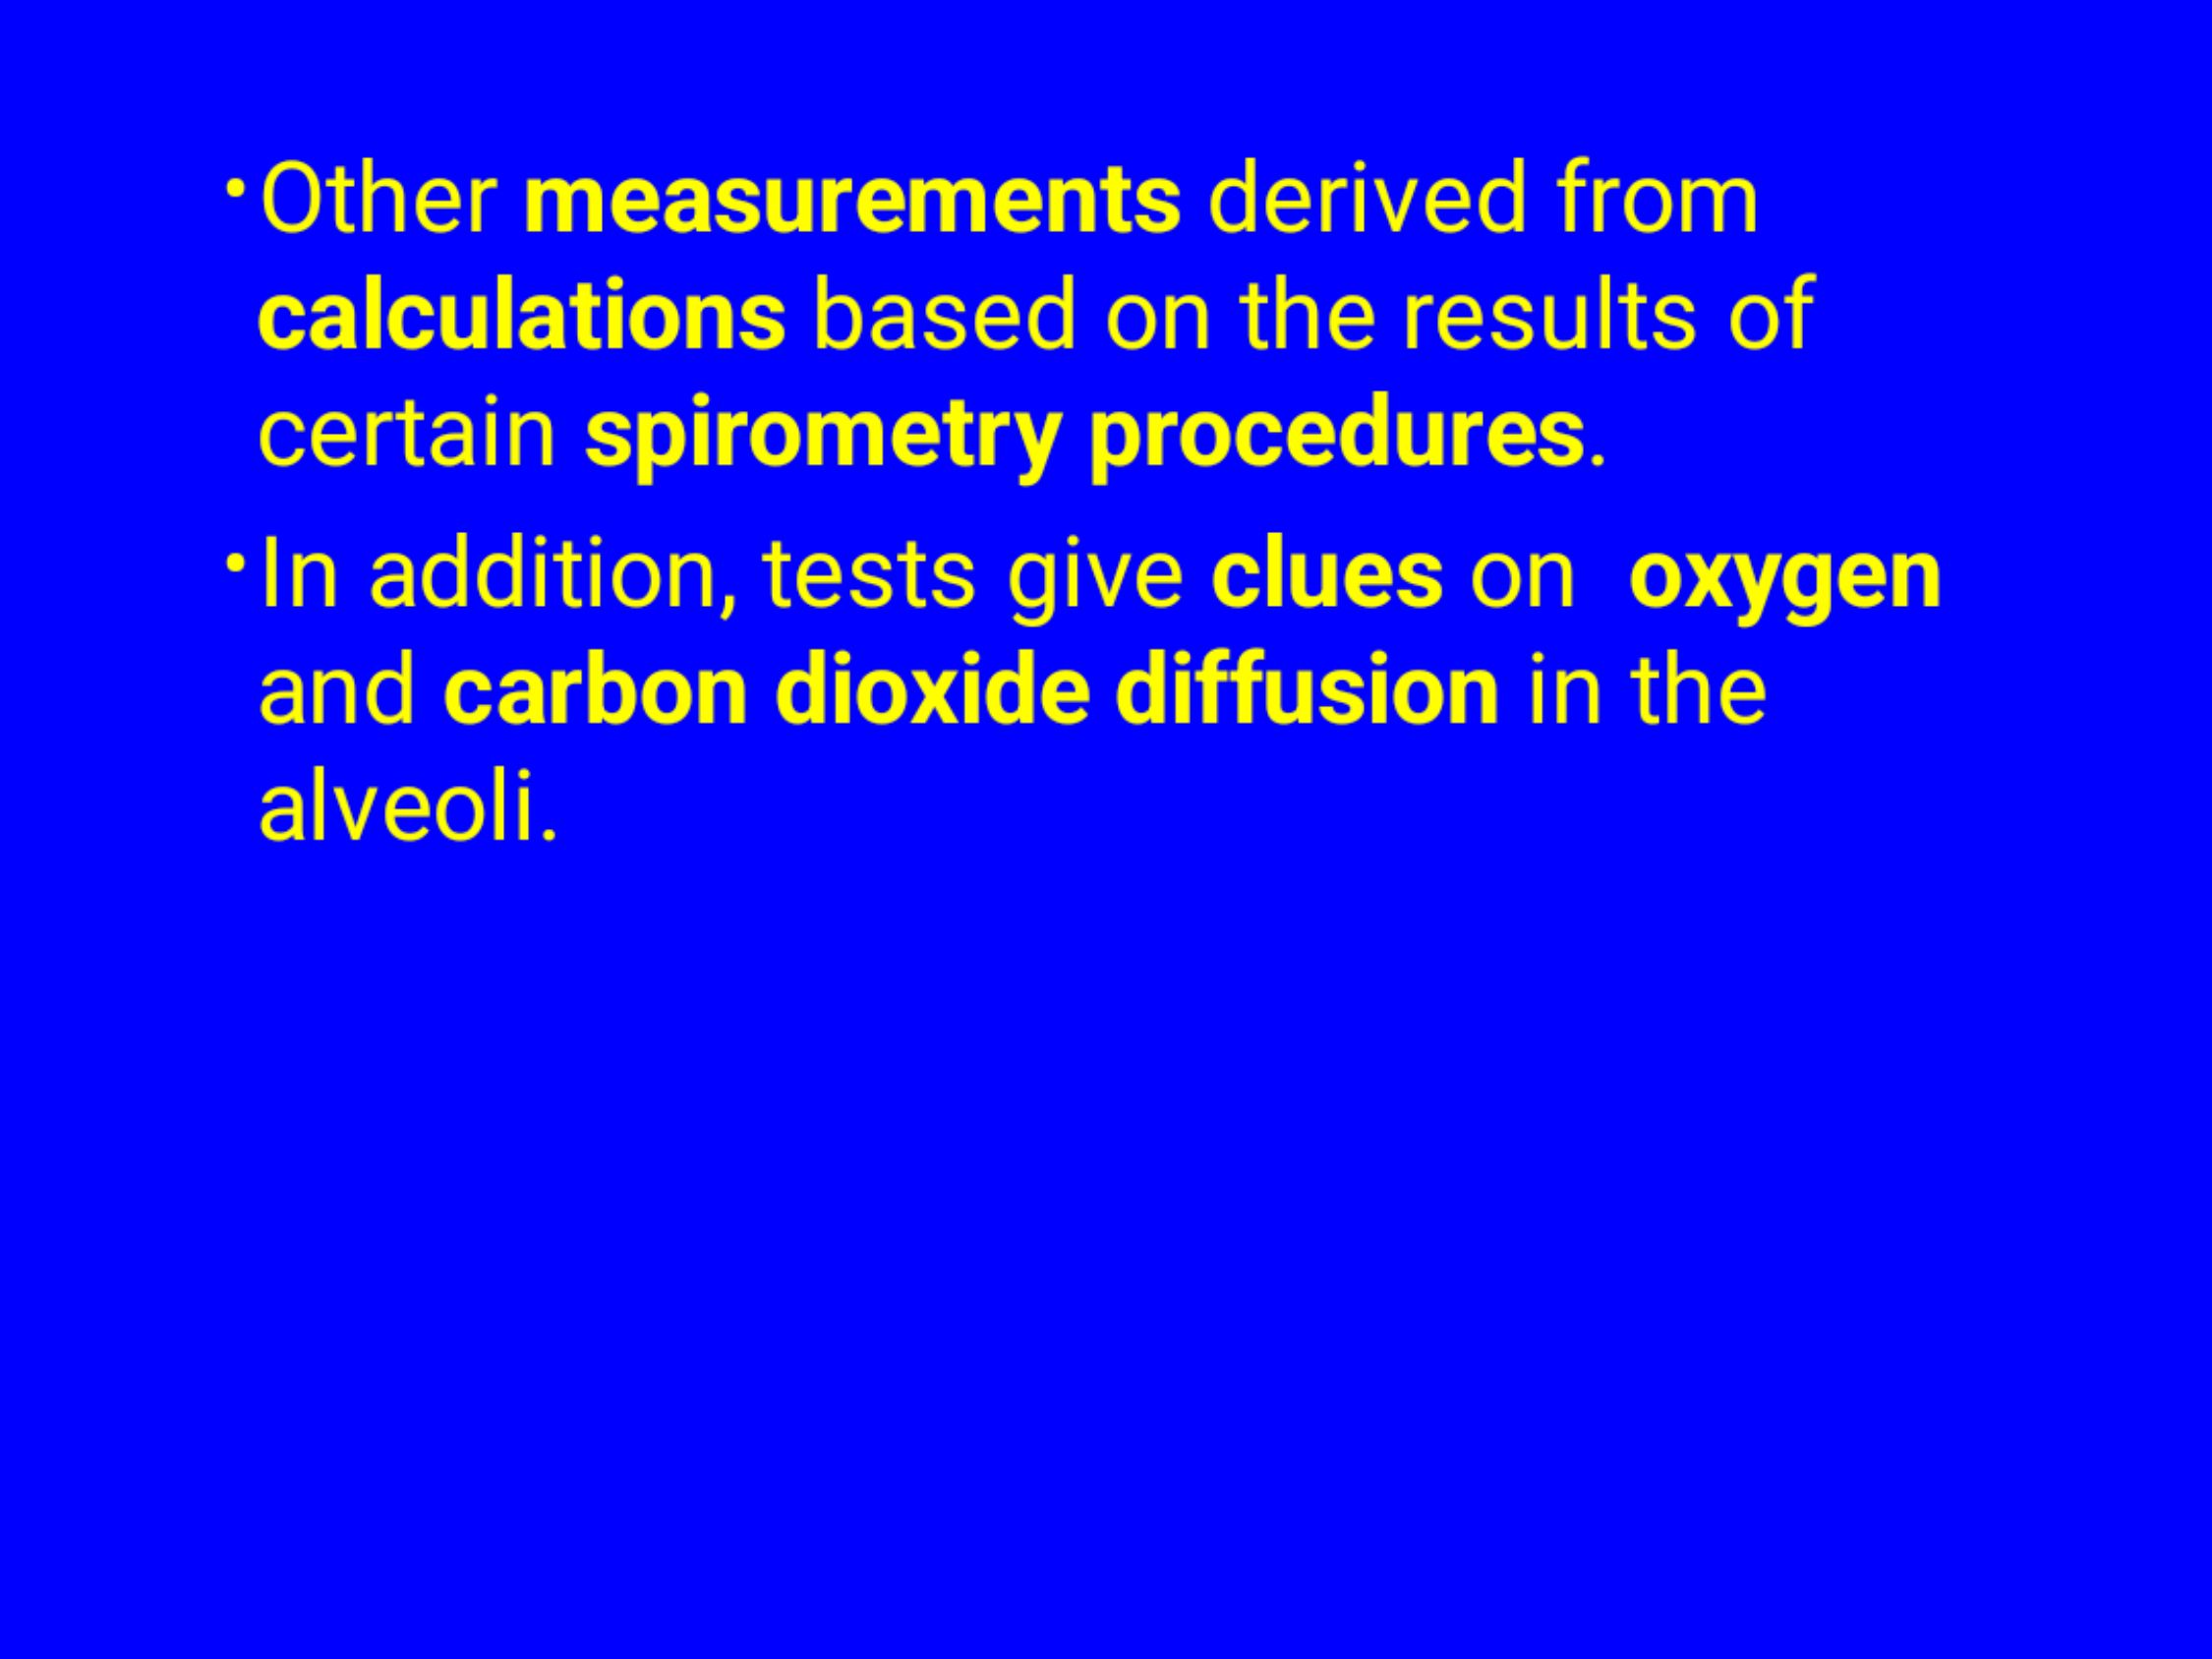 •Other measurements derived from
calculations based on the results of
certain spirometry procedures.
•In addition, tests give clues on  oxygen
and carbon dioxide diffusion in the
alveoli.